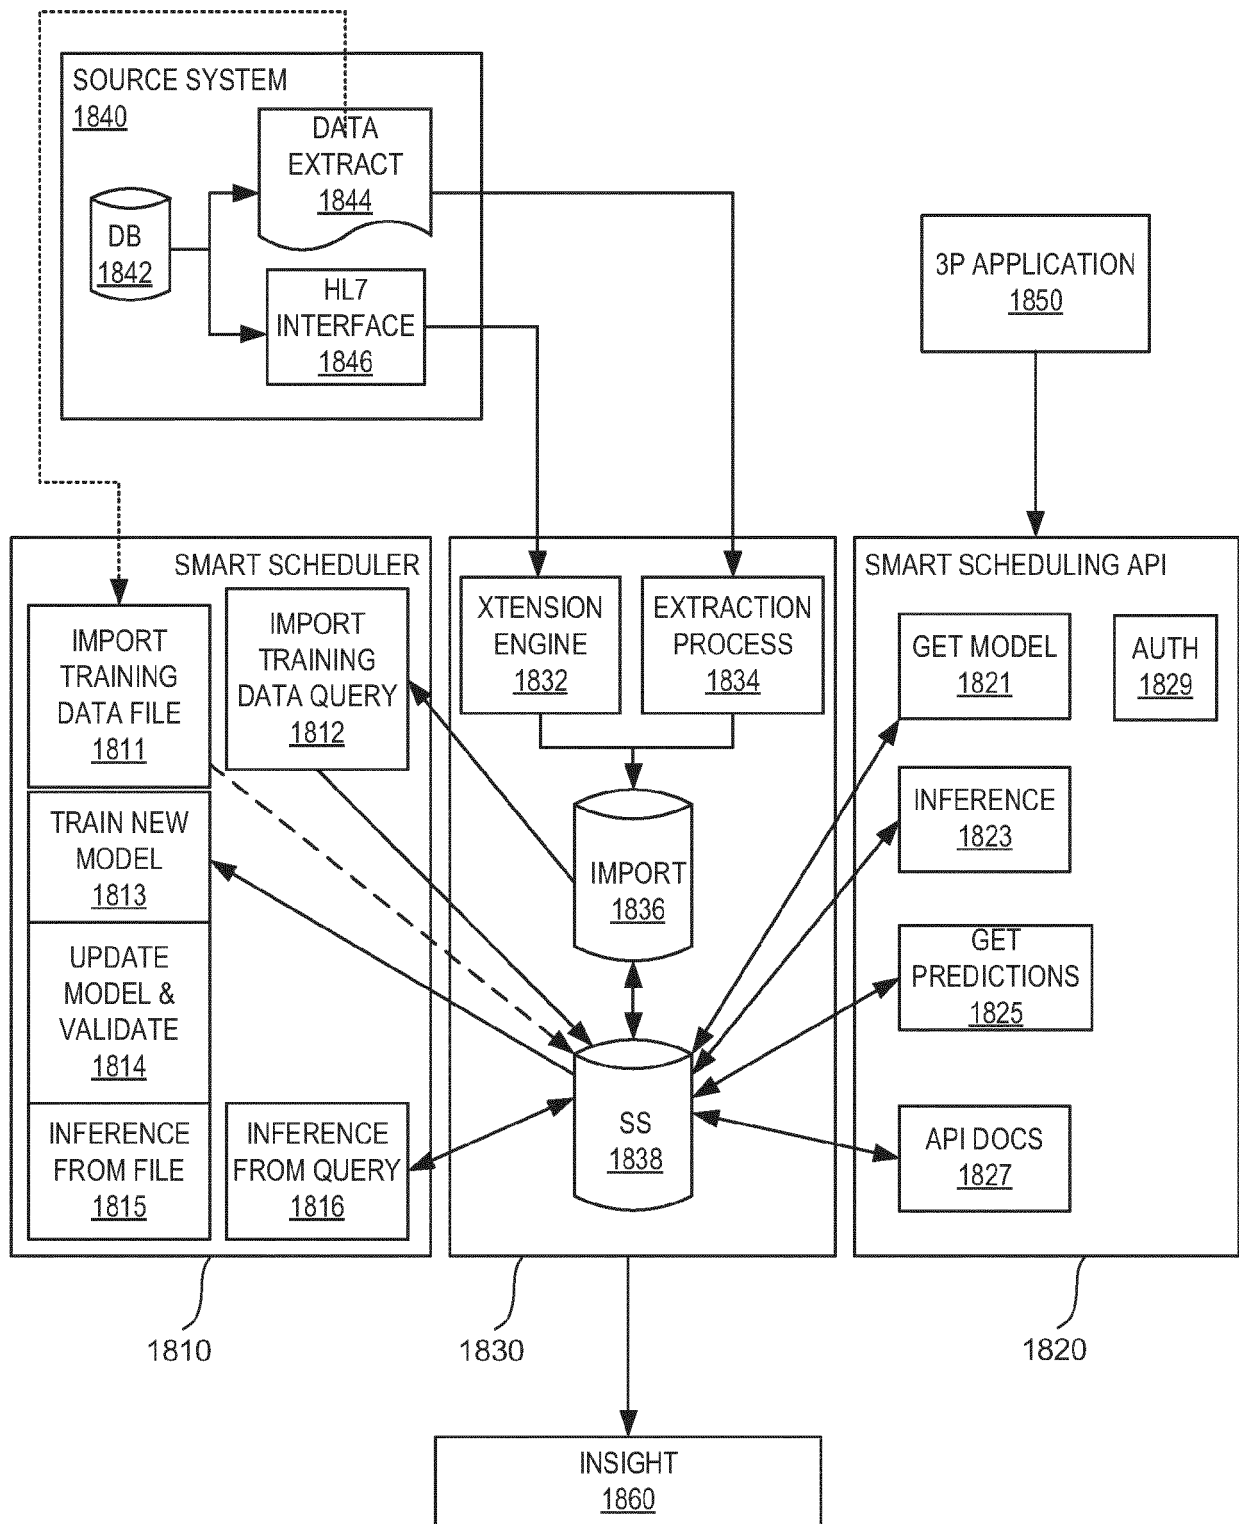 SOURCE SYSTEM
1840
DATA
EXTRACT
1844
DB
1842
HL7
INTERFACE
1846
3P APPLICATION
1850
SMART SCHEDULER
IMPORT
TRAINING
DATA FILE
1811
IMPORT
TRAINING
DATA QUERY
1812
TRAIN NEW
MODEL
1813
UPDATE
MODEL &
VALIDATE
1814
INFERENCE
FROM FILE
1815
INFERENCE
FROM QUERY
1816
XTENSION
ENGINE
1832
EXTRACTION
PROCESS
1834
IMPORT
1836
SS
1838
SMART SCHEDULING API
GET MODEL
1821
AUTH
1829
INFERENCE
1823
GET
PREDICTIONS
1825
API DOCS
1827
1810
1830
1820
INSIGHT
1860